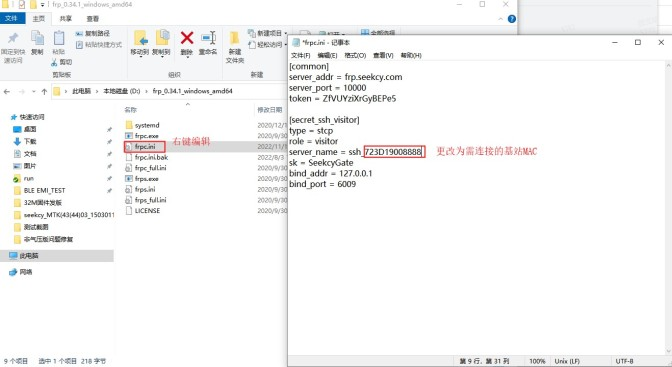 frp_0.34.1_windows_amd64
文件
主页
共享
查看
固定到快速访问
复制
粘贴
复制路径
粘贴快捷方式
剪切
移动到
复制到
删除
重命名
新建项目
轻松访问
新建
打开
全部选择
剪贴板
组织
此电脑 > 本地磁盘 (D:) > frp_0.34.1_windows_amd64
名称
修改日期
快速访问
桌面
下载
文档
图片
run
BLE EMI_TEST
32M固件发版
seekcy_MTK(43(44)03_1503011
测试截图
非气压版问题修复
此电脑
网络
systemd 2020/12/1
frpc.exe 2020/9/30
frpc.ini 2022/11/1
frpc.ini.bak 2022/8/3
frpc_full.ini 2020/9/30
frps.exe 2020/9/30
frps.ini 2020/9/30
frps_full.ini 2020/9/30
LICENSE 2020/9/30
右键编辑
9 个项目 选中 1 个项目 218 字节
*frpc.ini - 记事本
文件(F) 编辑(E) 格式(O) 查看(V) 帮助(H)
[common]
server_addr = frp.seekcy.com
server_port = 10000
token = ZfVUYziXrGyBEPe5
[secret_ssh_visitor]
type = stcp
role = visitor
server_name = ssh_723D19008888
更改为需连接的基站MAC
sk = SeekcyGate
bind_addr = 127.0.0.1
bind_port = 6009
第 9 行，第 31 列 100% Unix (LF) UTF-8